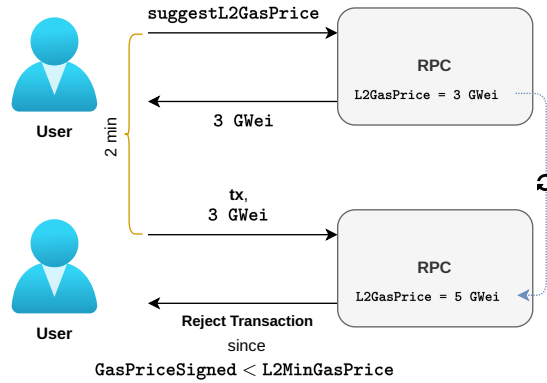 suggestL2GasPrice
RPC
L2GasPrice = 3 GWei
3 GWei
User
2 min
tx,
3 GWei
RPC
L2GasPrice = 5 GWei
User
Reject Transaction
since
GasPriceSigned < L2MinGasPrice